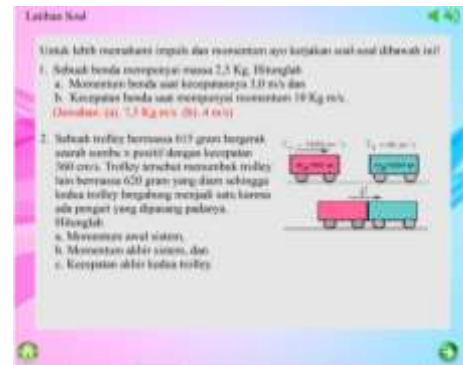 Latihan Soal
Untuk lebih memahami impuls dan momentum ayo kerjakan soal-soal dibawah ini!
1. Sebuah benda mempunyai massa 2,5 Kg. Hitunglah
a. Momentum benda saat kecepatannya 3,0 m/s dan
b. Kecepatan benda saat mempunyai momentum 10 Kg m/s.
(Jawaban: (a). 7,5 Kg m/s (b). 4 m/s)
2. Sebuah trolley bermassa 615 gram bergerak
searah sumbu x positif dengan kecepatan
360 cm/s. Trolley tersebut menumbuk trolley
lain bermassa 620 gram yang diam sehingga
kedua trolley bergabung menjadi satu karena
ada pengait yang dipasang padanya.
Hitunglah
a. Momentum awal sistem,
b. Momentum akhir sistem, dan
c. Kecepatan akhir kedua trolley.